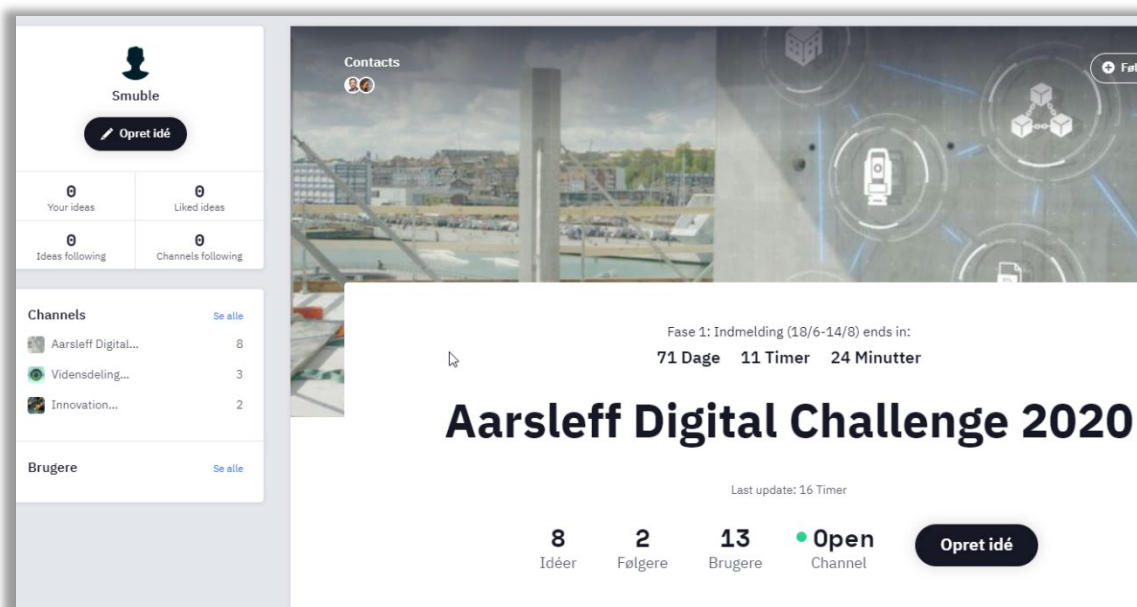 Smuble
Opret idé
0
Your ideas
0
Liked ideas
0
Ideas following
0
Channels following
Channels
Se alle
Aarsleff Digital...
8
Vidensdeling...
3
Innovation...
2
Brugere
Se alle
Contacts
Fase 1: Indmelding (18/6-14/8) ends in:
71 Dage 11 Timer 24 Minutter
Aarsleff Digital Challenge 2020
Last update: 16 Timer
8
Idéer
2
Følgere
13
Brugere
Open
Channel
Opret idé